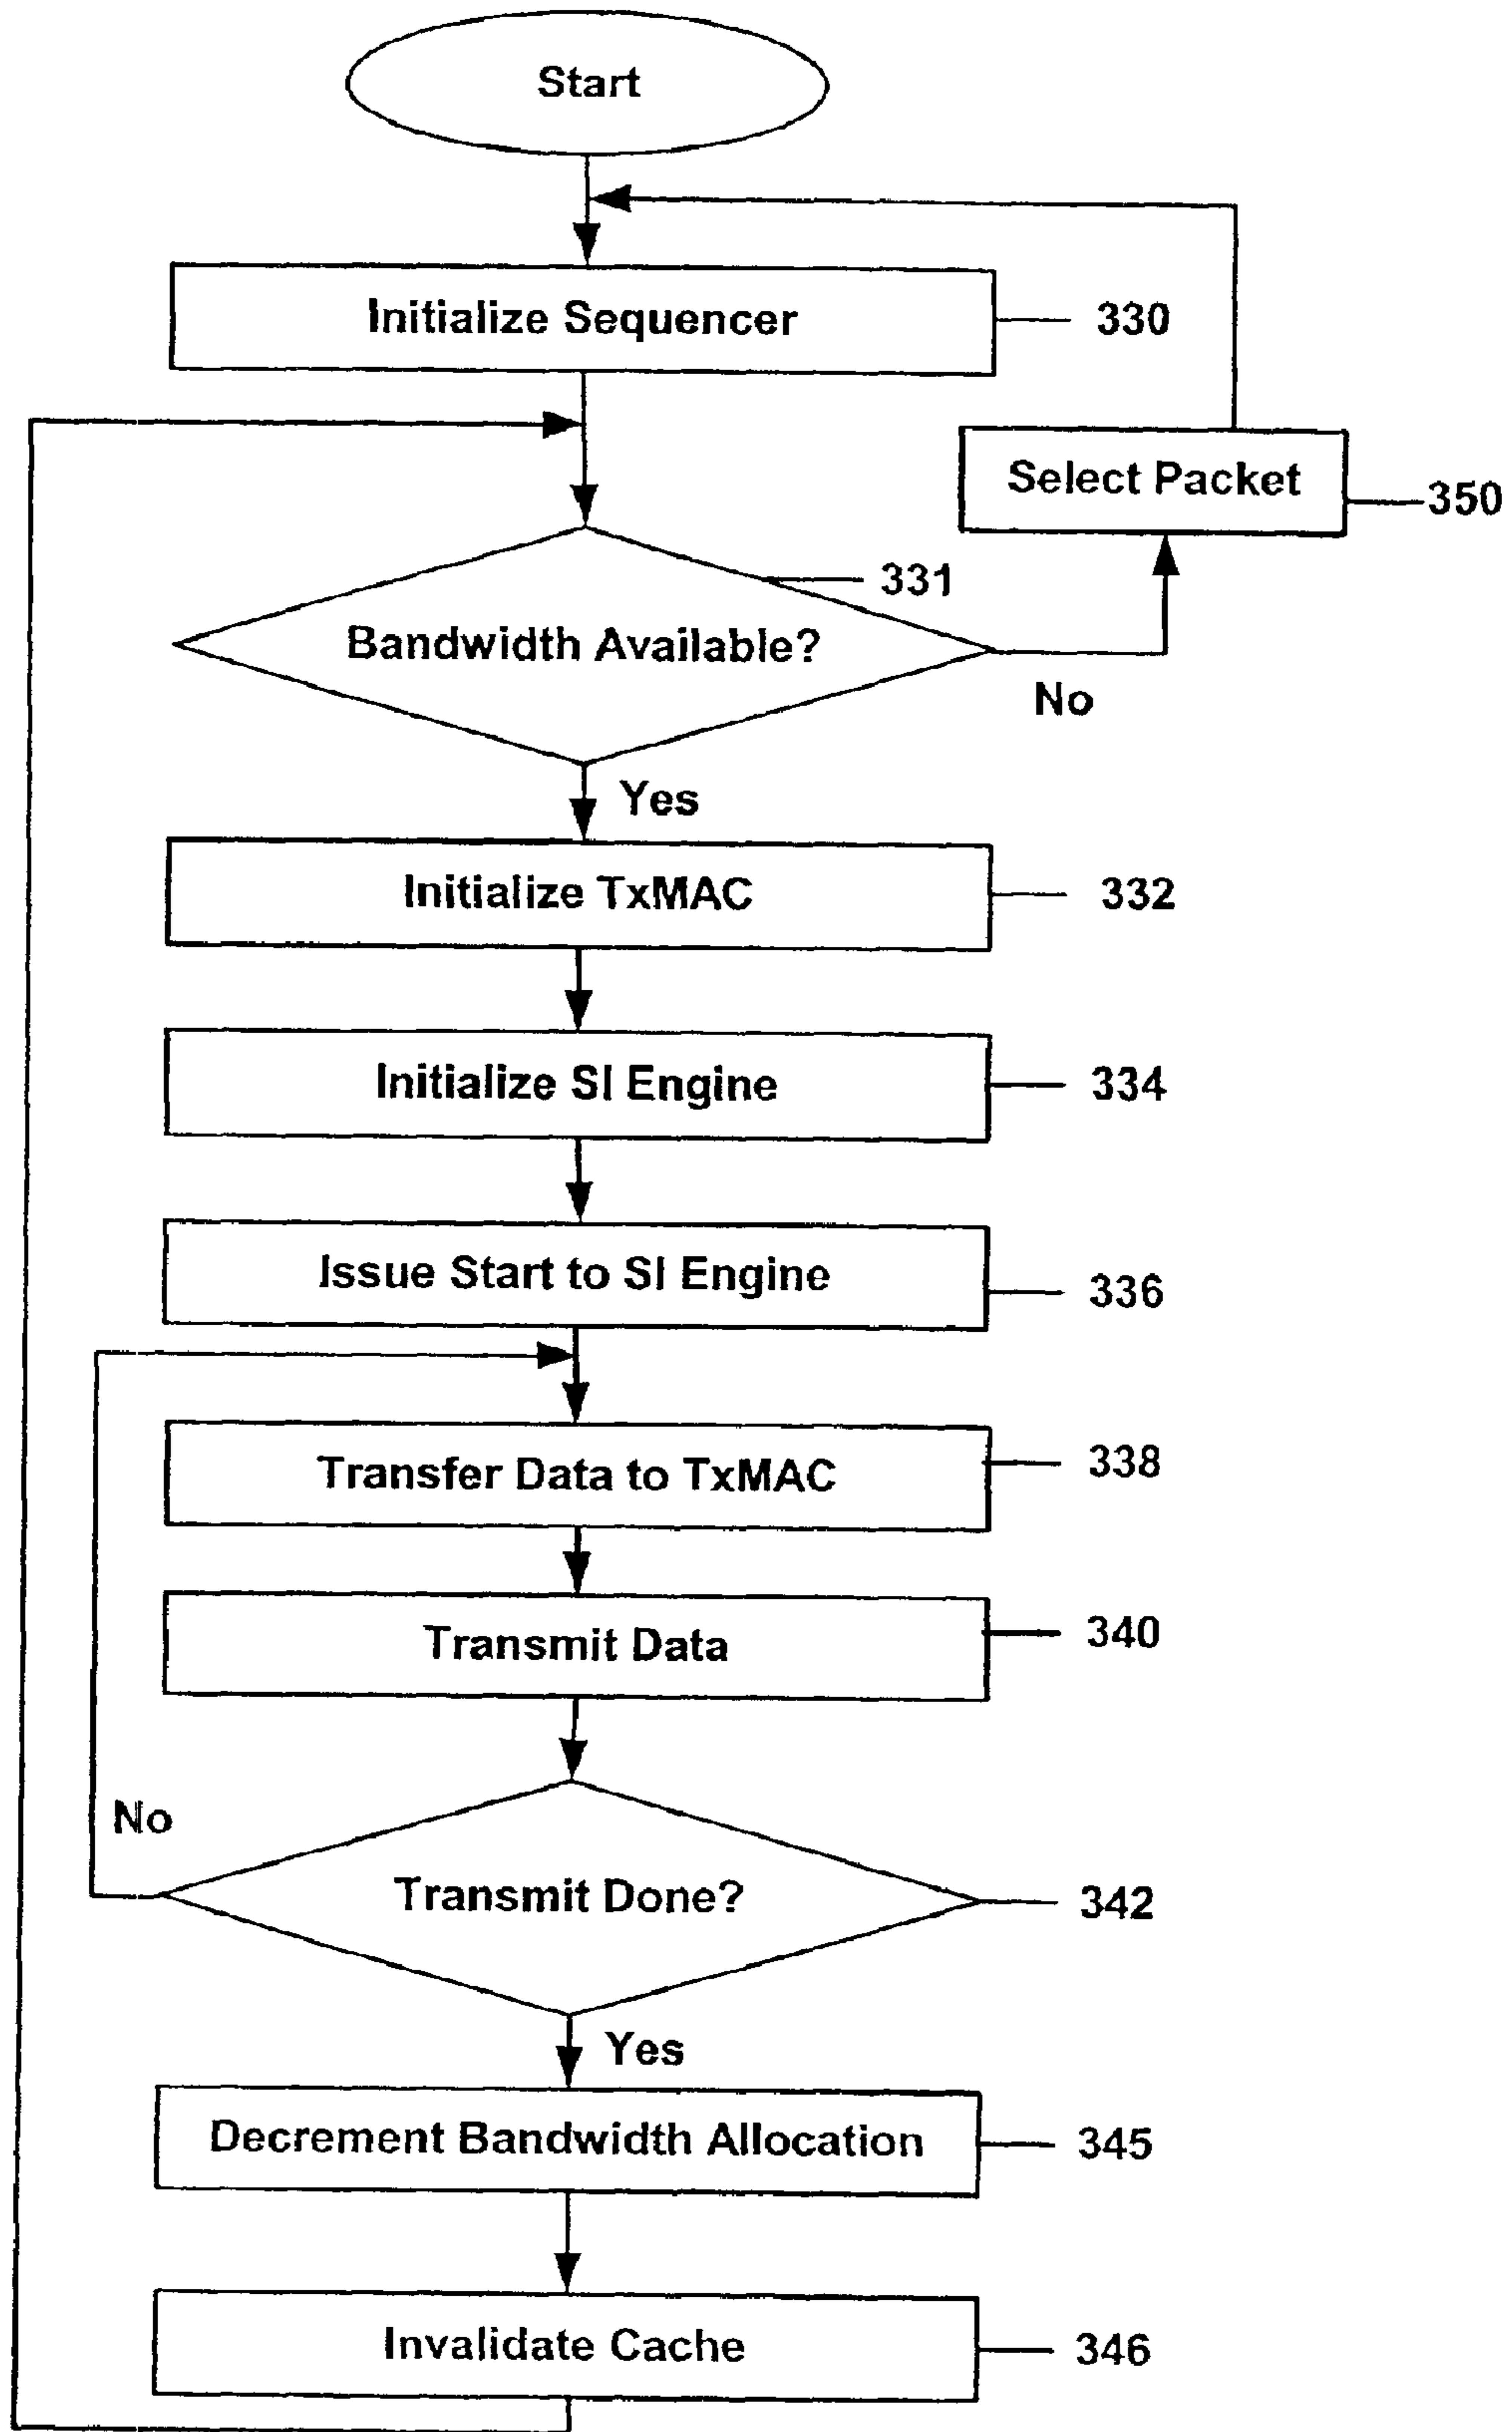 Start
Initialize Sequencer
330
Select Packet
350
331
Bandwidth Available?
No
Yes
Initialize TxMAC
332
Initialize SI Engine
334
Issue Start to SI Engine
336
Transfer Data to TxMAC
338
Transmit Data
340
No
Transmit Done?
342
Yes
Decrement Bandwidth Allocation
345
Invalidate Cache
346